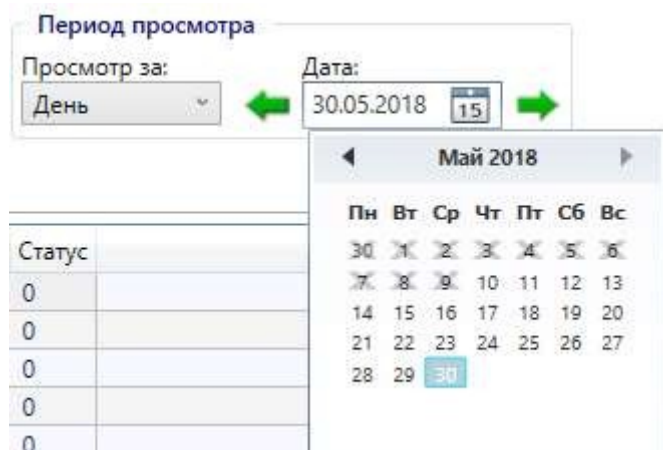 Период просмотра
Просмотр за:
Дата:
День
30.05.2018
15
Май 2018
Пн Вт Ср Чт Пт Сб Вс
30 1 2 3 4 5 6
7 8 9 10 11 12 13
14 15 16 17 18 19 20
21 22 23 24 25 26 27
28 29 30
Статус
0
0
0
0
0